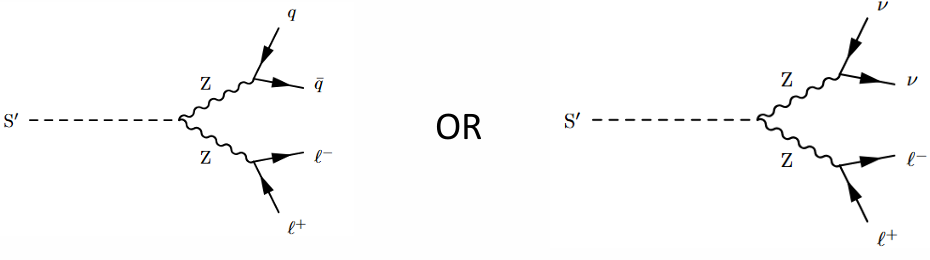 q
Z
q̄
S′
Z
ℓ−
ℓ+
OR
ν
Z
ν
S′
Z
ℓ−
ℓ+